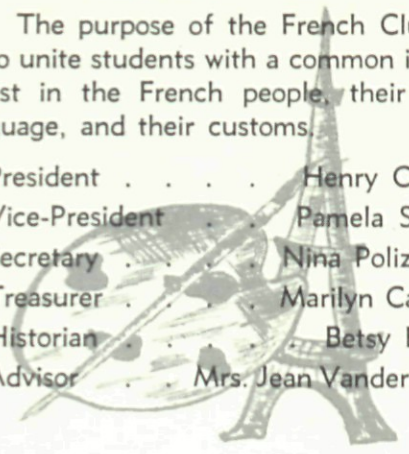 The purpose of the French Cl
o unite students with a common i
st in the French people, their
uage, and their customs.
resident . . . . Henry C
Vice-President . . Pamela S
ecretary . . . . Nina Poliz
Treasurer . . . . Marilyn Ca
Historian . . . . . Betsy
Advisor . . Mrs. Jean Vander